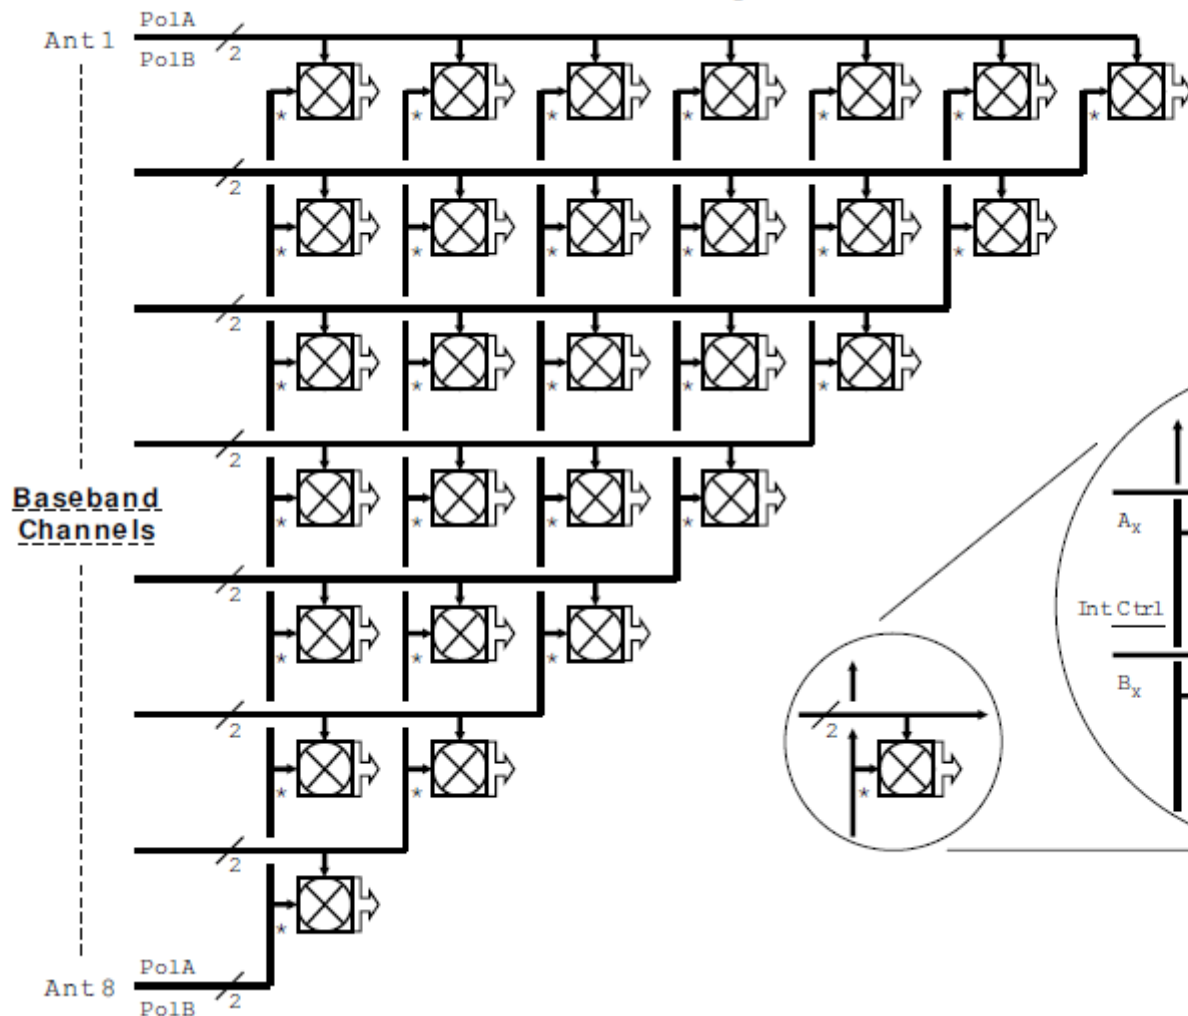 PolA
Ant 1
PolB
2
* * * * * * *
2
* * * * * *
2
* * * * *
2
* * * *
Baseband
Channels
Ax
2
* * *
Int Ctrl
Bx
2
2
* *
*
2
*
PolA
Ant 8
2
PolB